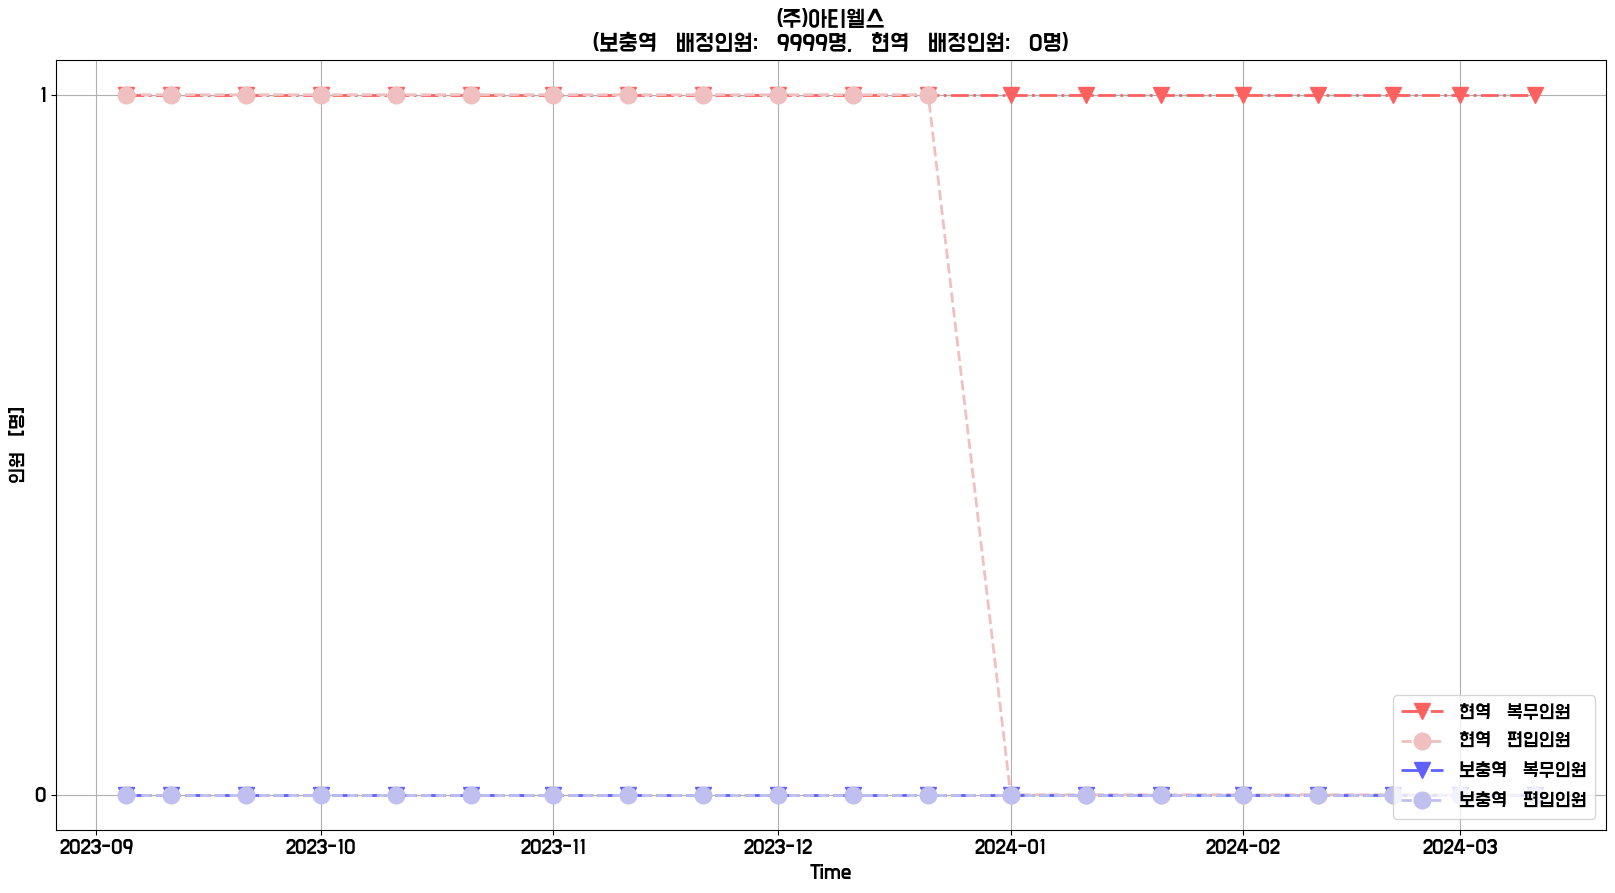 (주)아티웰스
(보충역 배정인원: 9999명, 현역 배정인원: 0명)
1
인원 [명]
0
현역 복무인원
현역 편입인원
보충역 복무인원
보충역 편입인원
2023-09 2023-10 2023-11 2023-12 2024-01 2024-02 2024-03
Time